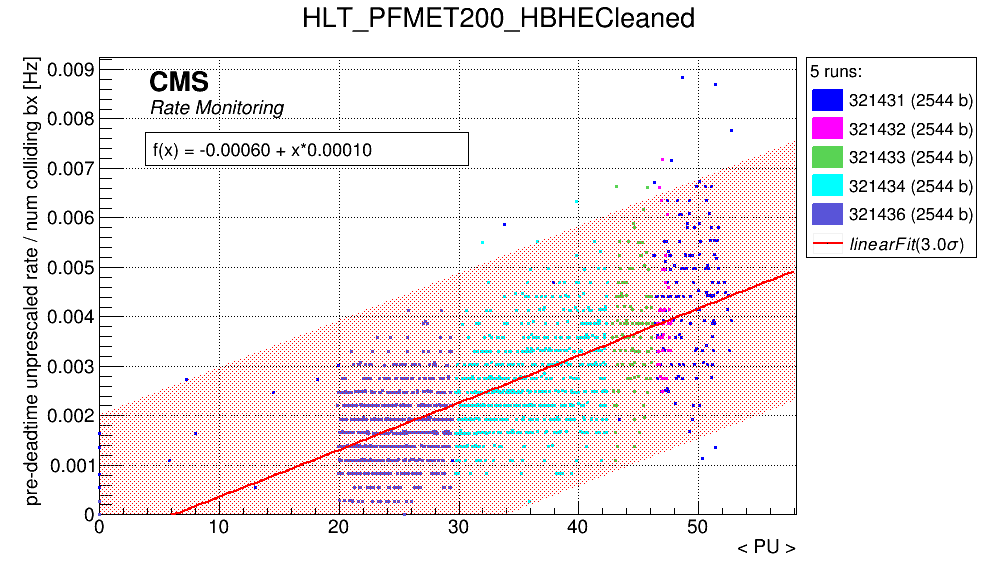 HLT_PFMET200_HBHECleaned
pre-deadtime unprescaled rate / num colliding bx [Hz]
0.009
0.008
0.007
0.006
0.005
0.004
0.003
0.002
0.001
0
CMS
Rate Monitoring
f(x) = -0.00060 + x*0.00010
0 10 20 30 40 50
< PU >
5 runs:
321431 (2544 b)
321432 (2544 b)
321433 (2544 b)
321434 (2544 b)
321436 (2544 b)
linearFit(3.0σ)